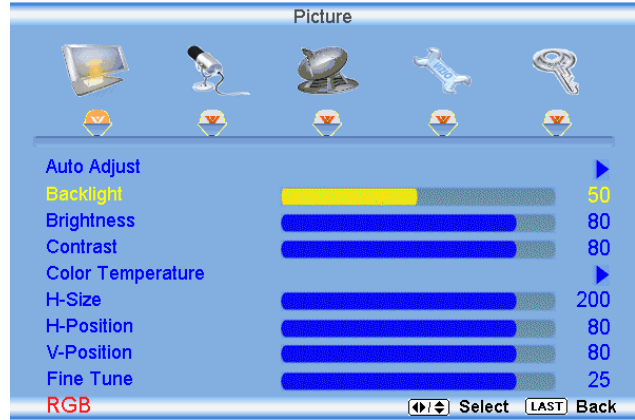 Picture
VIZIO
Auto Adjust
Backlight 50
Brightness 80
Contrast 80
Color Temperature
H-Size 200
H-Position 80
V-Position 80
Fine Tune 25
RGB Select LAST Back